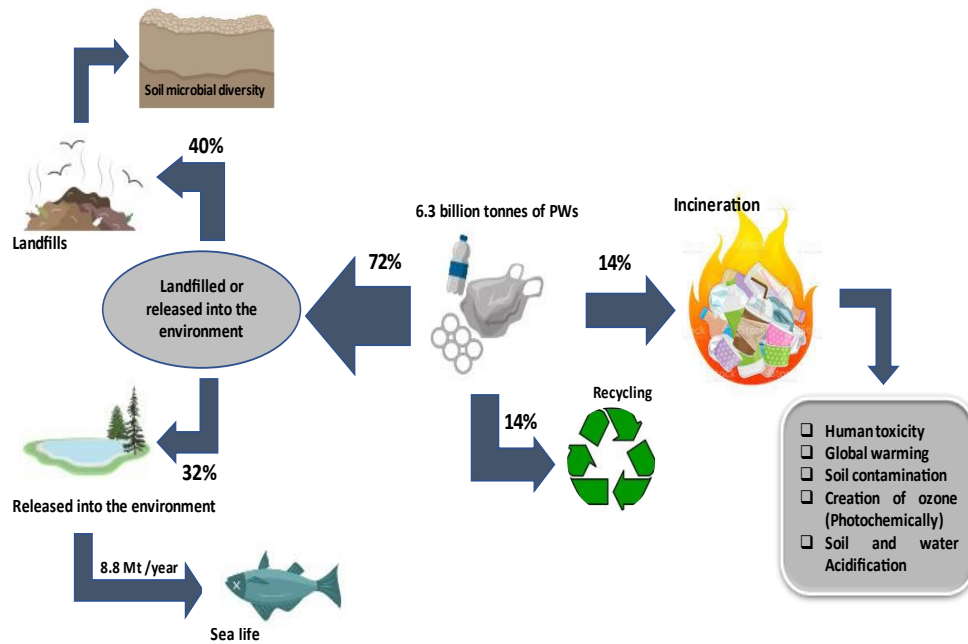 Soil microbial diversity
40%
Landfills
6.3 billion tonnes of PWs
Incineration
72%
14%
Landfilled or
released into the
environment
Recycling
14%
32%
Released into the environment
8.8 Mt /year
Sea life
❑ Human toxicity
❑ Global warming
❑ Soil contamination
❑ Creation of ozone
(Photochemically)
❑ Soil and water
Acidification